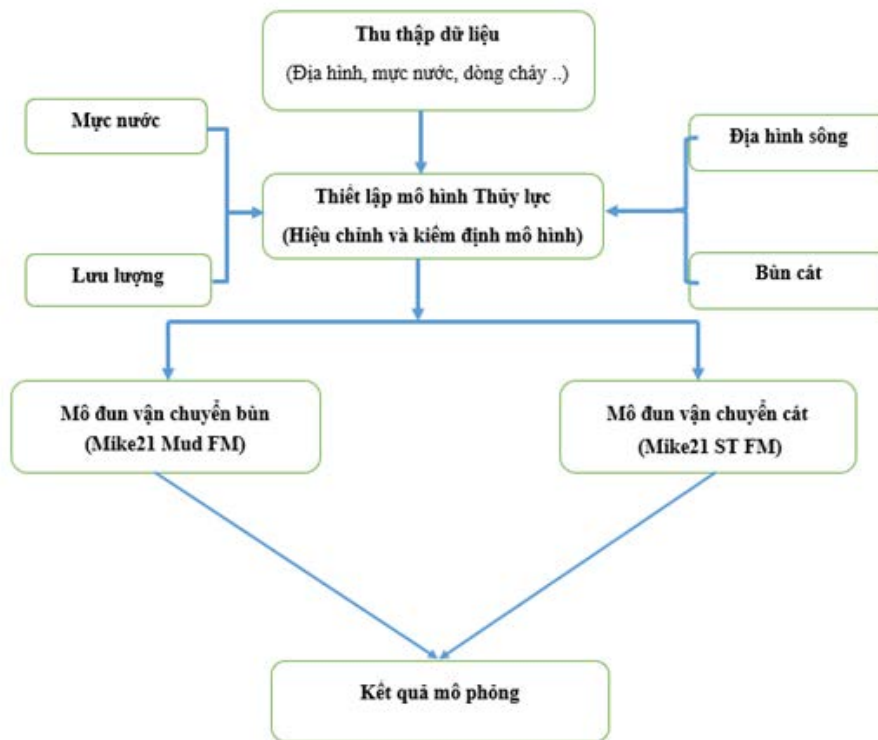 Thu thập dữ liệu
(Địa hình, mực nước, dòng chảy ..)
Mực nước
Địa hình sông
Thiết lập mô hình Thủy lực
(Hiệu chỉnh và kiểm định mô hình)
Lưu lượng
Bùn cát
Mô đun vận chuyển bùn
(Mike21 Mud FM)
Mô đun vận chuyển cát
(Mike21 ST FM)
Kết quả mô phỏng